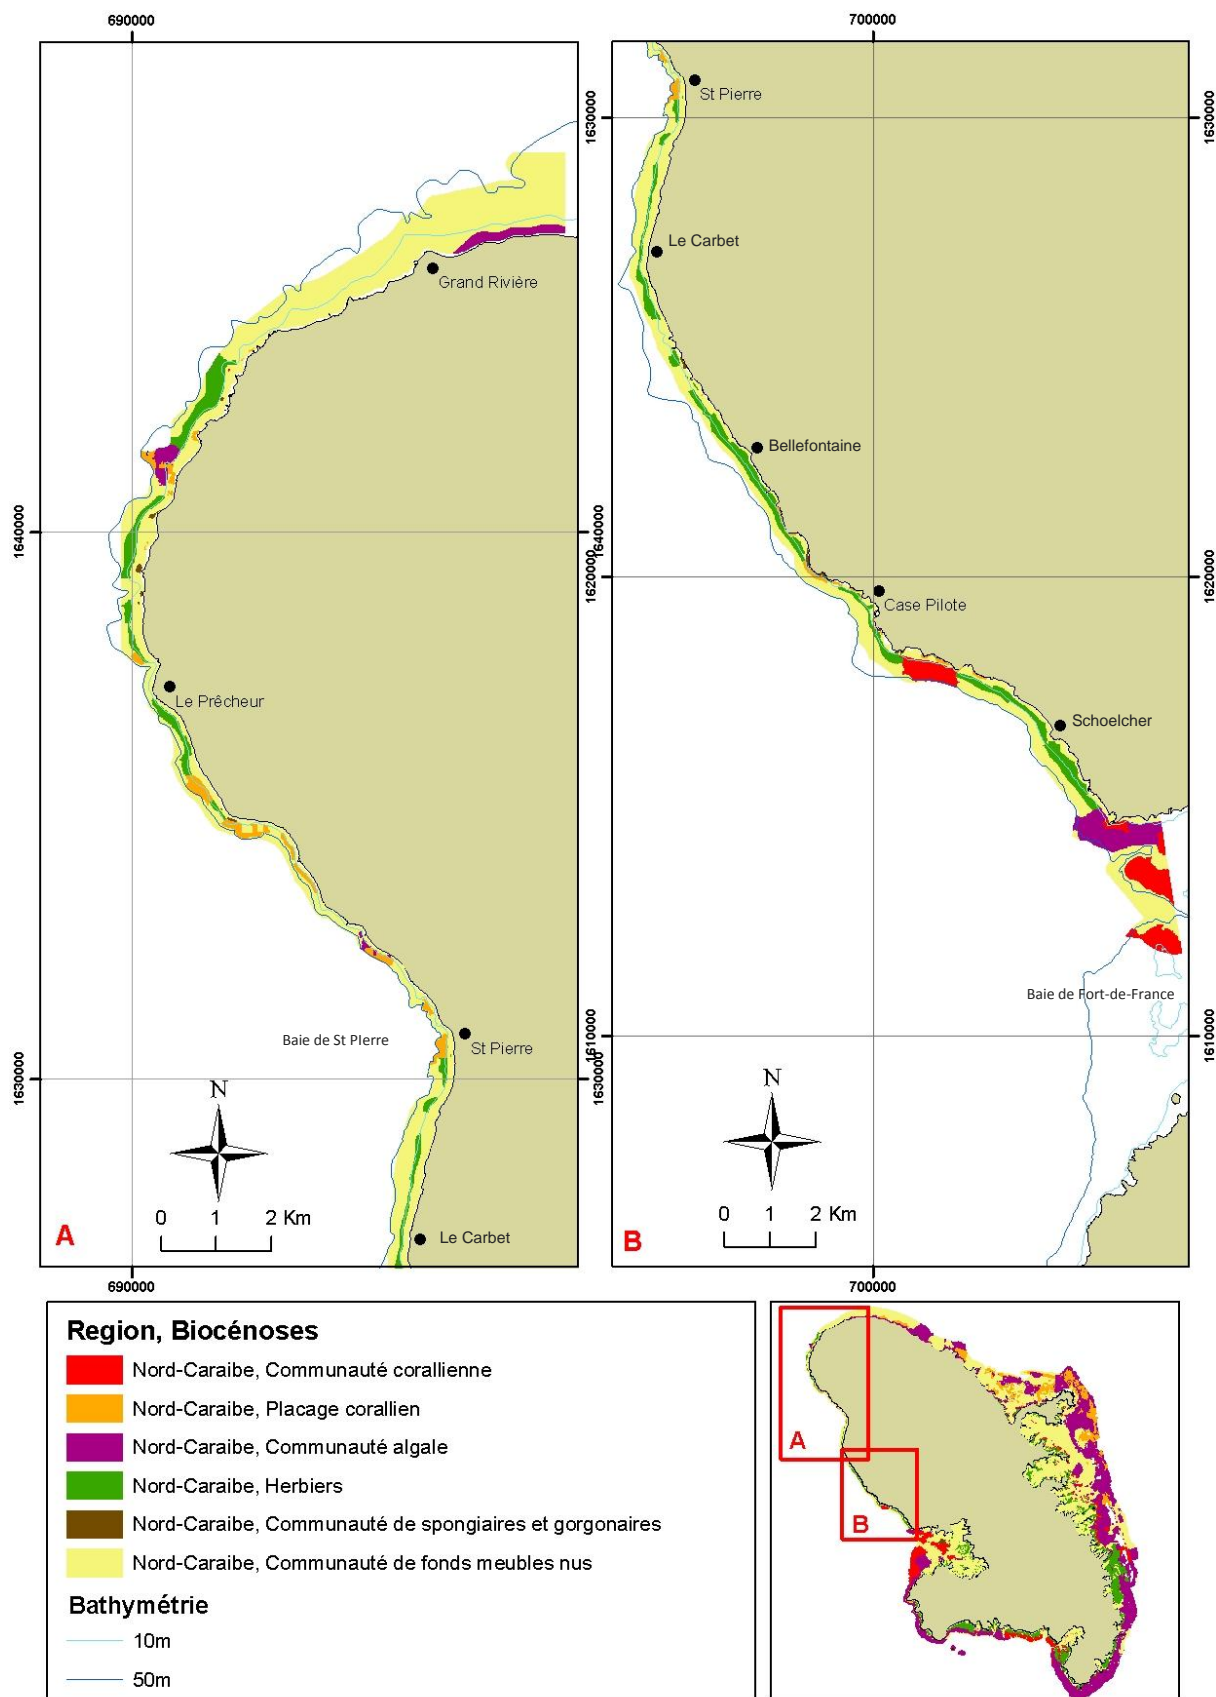 690000
700000
St Pierre
1630000
1630000
Le Carbet
Grand Rivière
Bellefontaine
1640000
1640000
1620000
1620000
Case Pilote
Le Prêcheur
Schoelcher
Baie de Fort-de-France
Baie de St PIerre
St Pierre
1630000
1630000
1610000
1610000
N
N
0 1 2 Km
0 1 2 Km
A
Le Carbet
B
690000
700000
Region, Biocénoses
Nord-Caraibe, Communauté corallienne
Nord-Caraibe, Placage corallien
Nord-Caraibe, Communauté algale
Nord-Caraibe, Herbiers
Nord-Caraibe, Communauté de spongiaires et gorgonaires
Nord-Caraibe, Communauté de fonds meubles nus
Bathymétrie
10m
50m
A
B